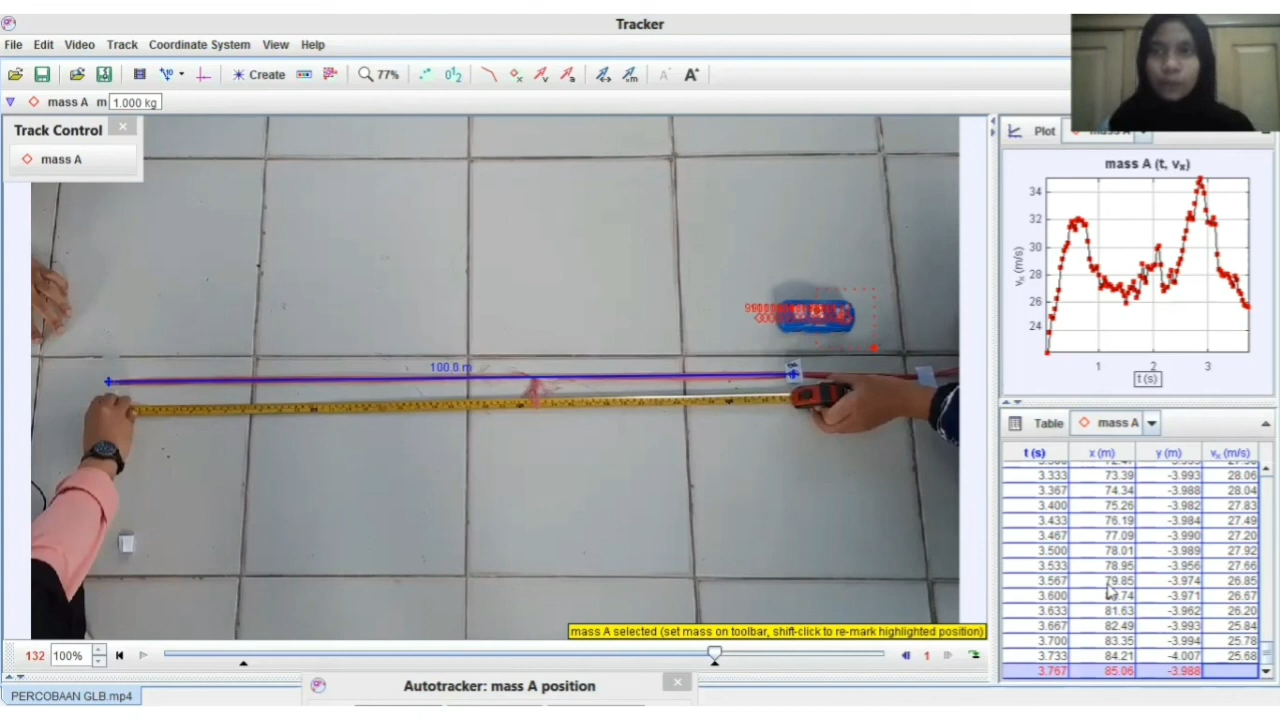 Tracker
File Edit Video Track Coordinate System View Help
Create 77%
mass A m 1.000 kg
Track Control
mass A
100.0 m
Plot mass A
mass A (t, vx)
34
32
30
28
26
24
vx (m/s)
1 2 3
t (s)
Table mass A
t (s) x (m) y (m) vx (m/s)
3.333 73.39 -3.993 28.06
3.367 74.34 -3.988 28.04
3.400 75.26 -3.982 27.83
3.433 76.19 -3.984 27.49
3.467 77.09 -3.990 27.20
3.500 78.01 -3.989 27.92
3.533 78.95 -3.956 27.66
3.567 79.85 -3.974 26.85
3.600 -3.971 26.67
3.633 81.63 -3.962 26.20
3.667 82.49 -3.993 25.84
3.700 83.35 -3.994 25.78
3.733 84.21 -4.007 25.68
3.767 85.06 -3.988
mass A selected (set mass on toolbar, shift-click to re-mark highlighted position)
132 100% 1
Autotracker: mass A position
PERCOBAAN GLB.mp4